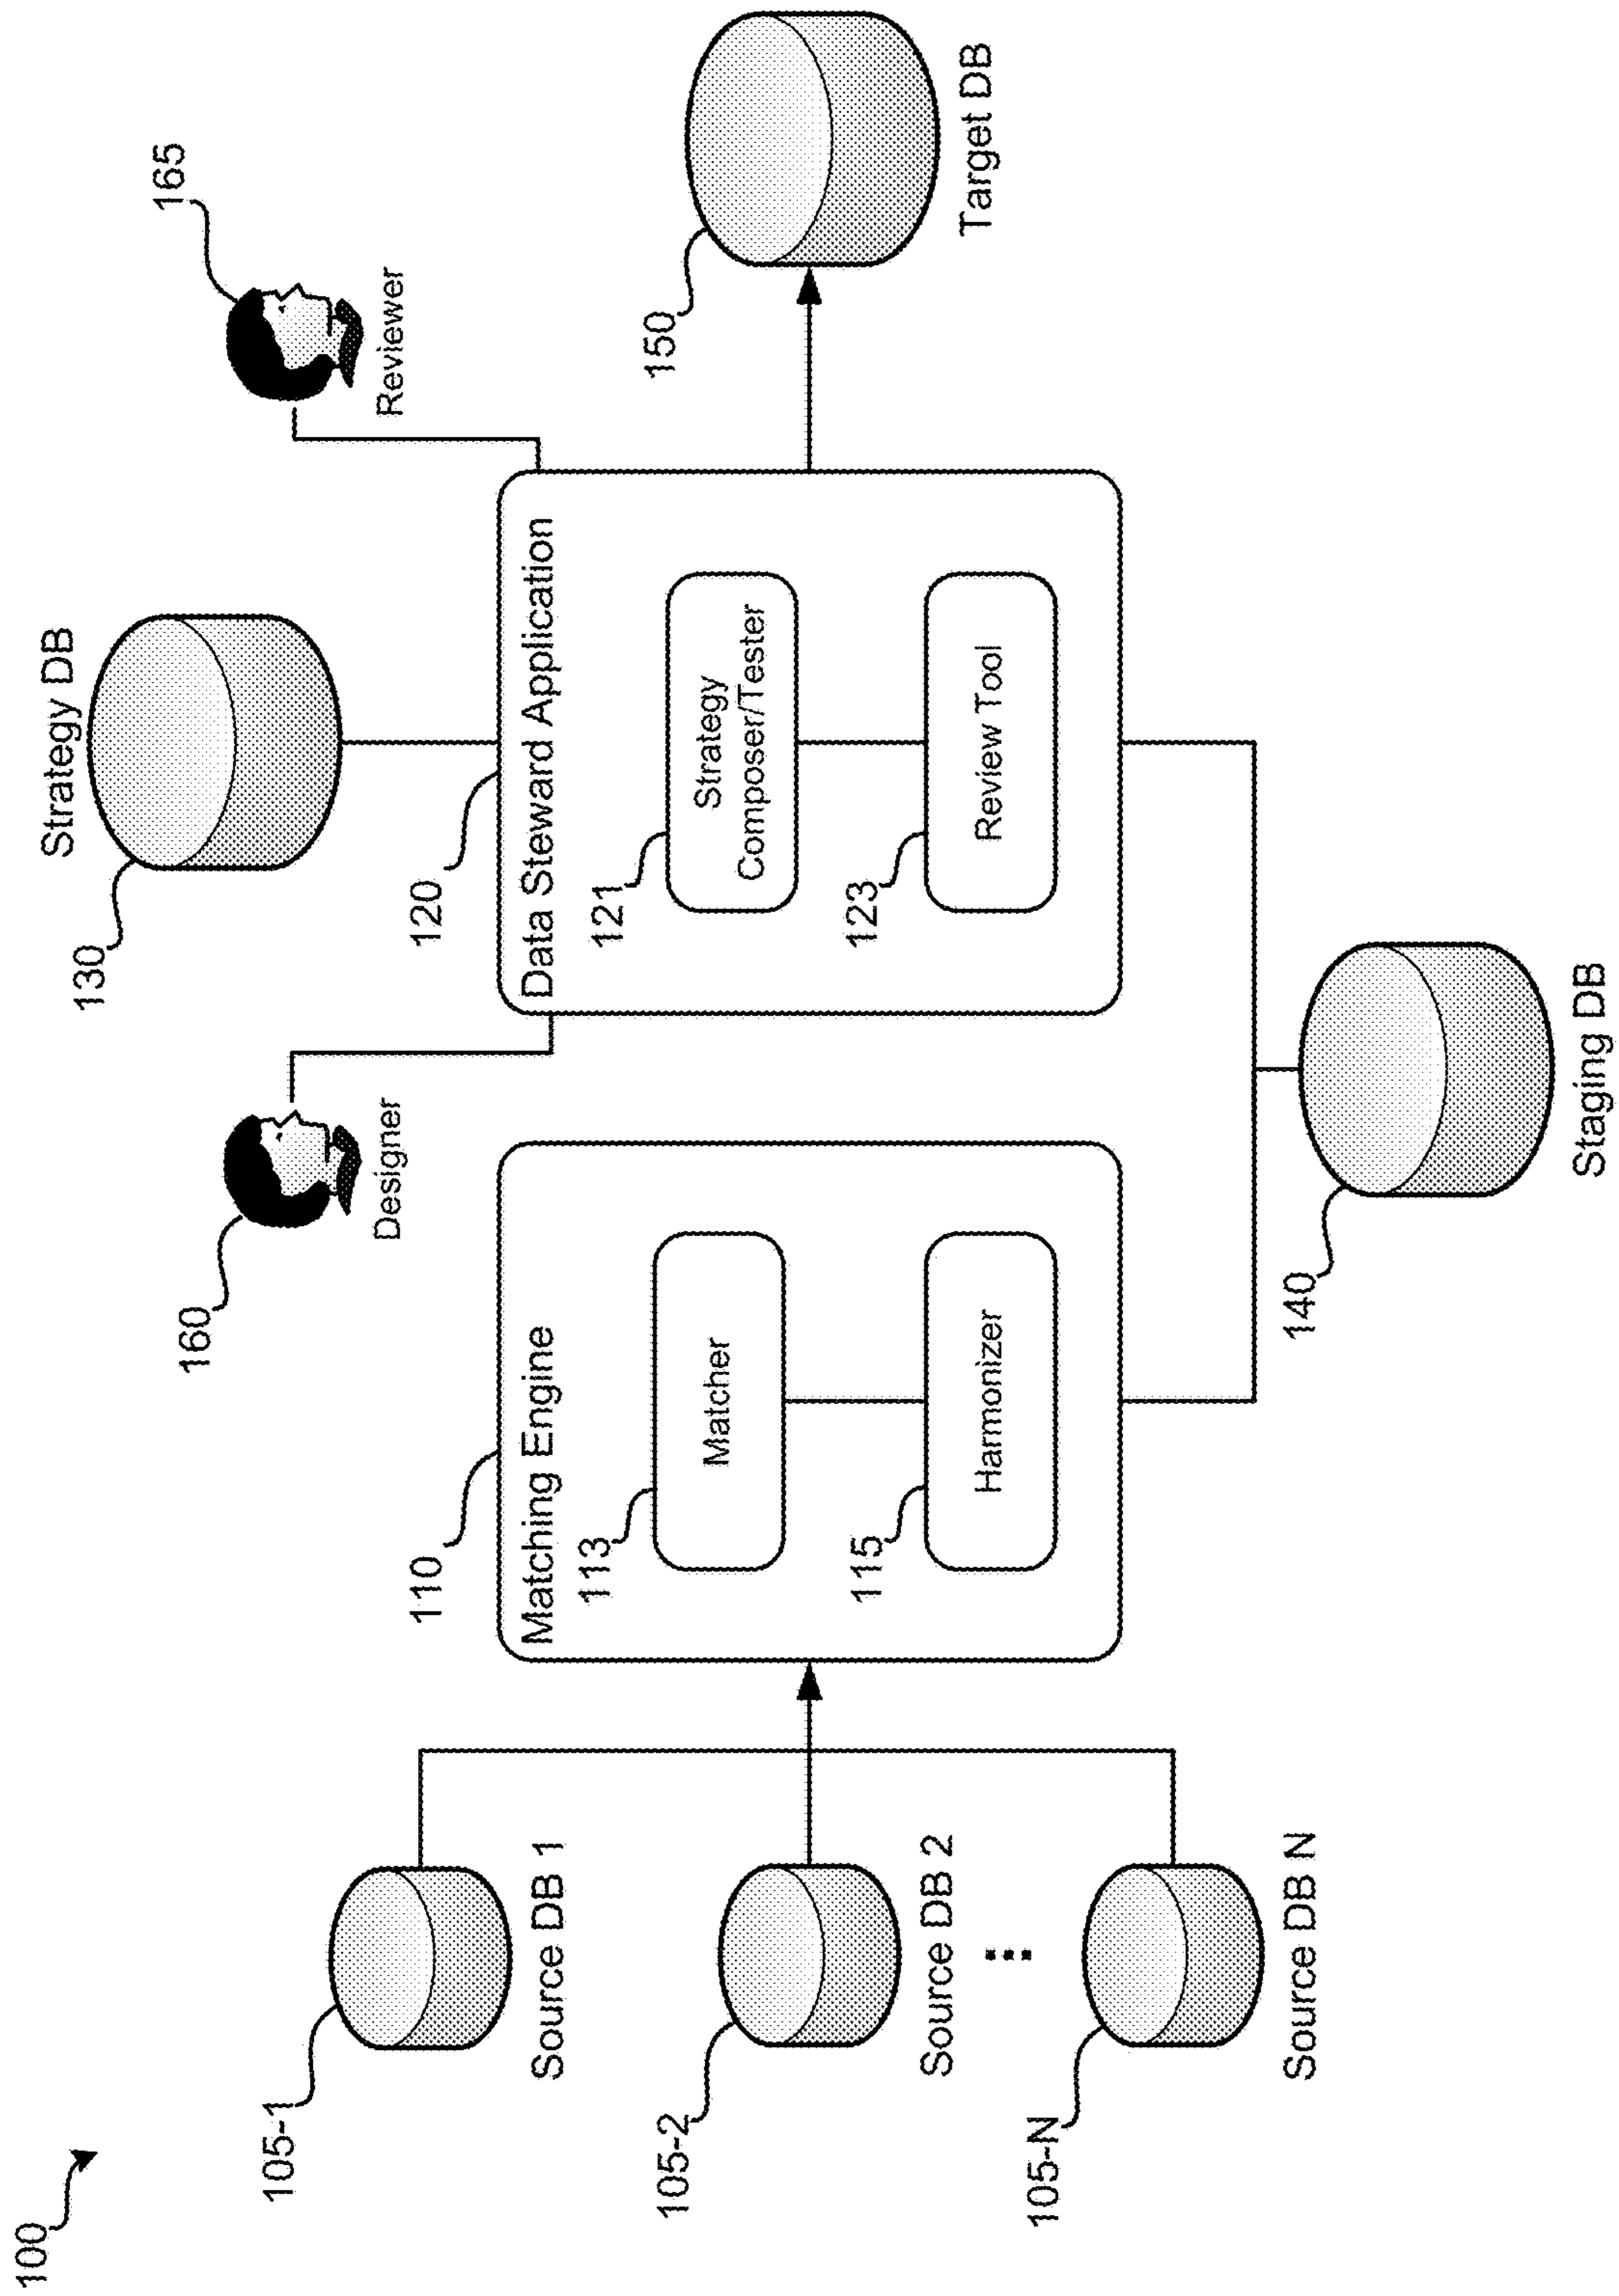 100
130
Strategy DB
165
160
Designer
Reviewer
105-1
Source DB 1
110
Matching Engine
120
Data Steward Application
113
Matcher
121
Strategy
Composer/Tester
150
Target DB
105-2
Source DB 2
115
Harmonizer
123
Review Tool
105-N
Source DB N
140
Staging DB